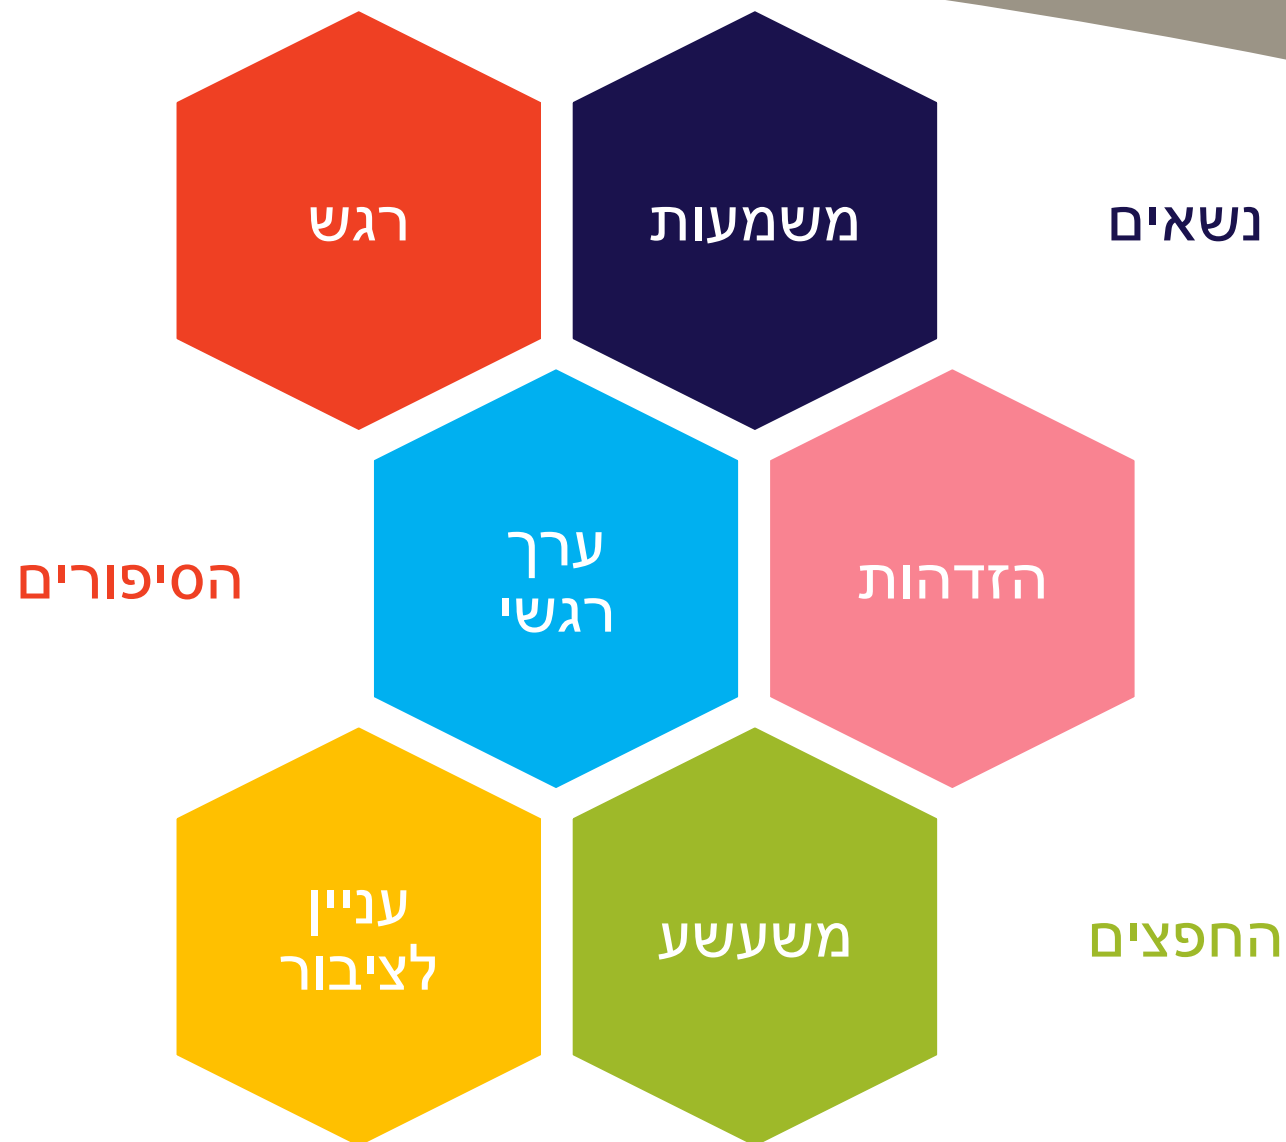 נשאים
משמעות
רגש
הזדהות
ערך
רגשי
הסיפורים
החפצים
משעשע
עניין
לציבור